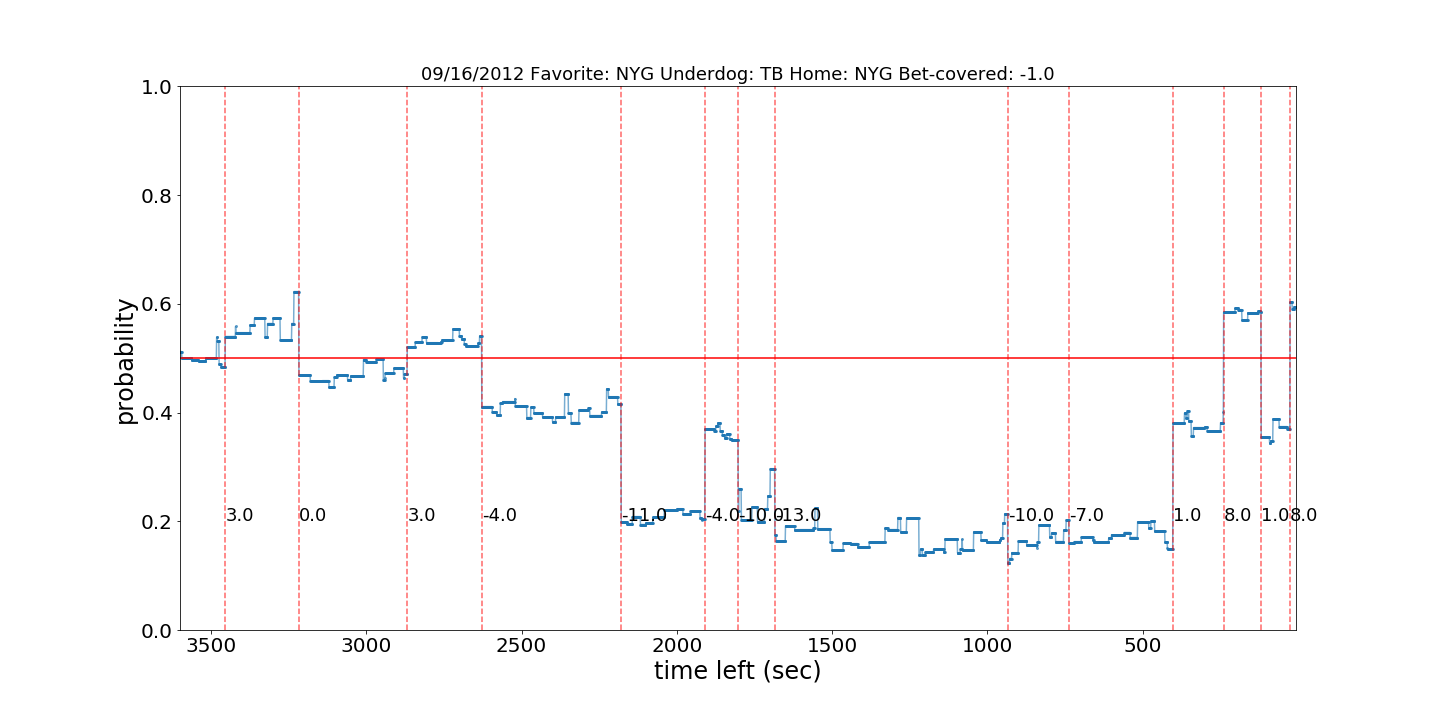 09/16/2012 Favorite: NYG Underdog: TB Home: NYG Bet-covered: -1.0
1.0
0.8
0.6
0.4
0.2
0.0
probability
3.0 0.0 3.0 -4.0 -11.0 -4.0 -10.0 -13.0 -10.0 -7.0 1.0 8.0 1.0 8.0
3500 3000 2500 2000 1500 1000 500
time left (sec)